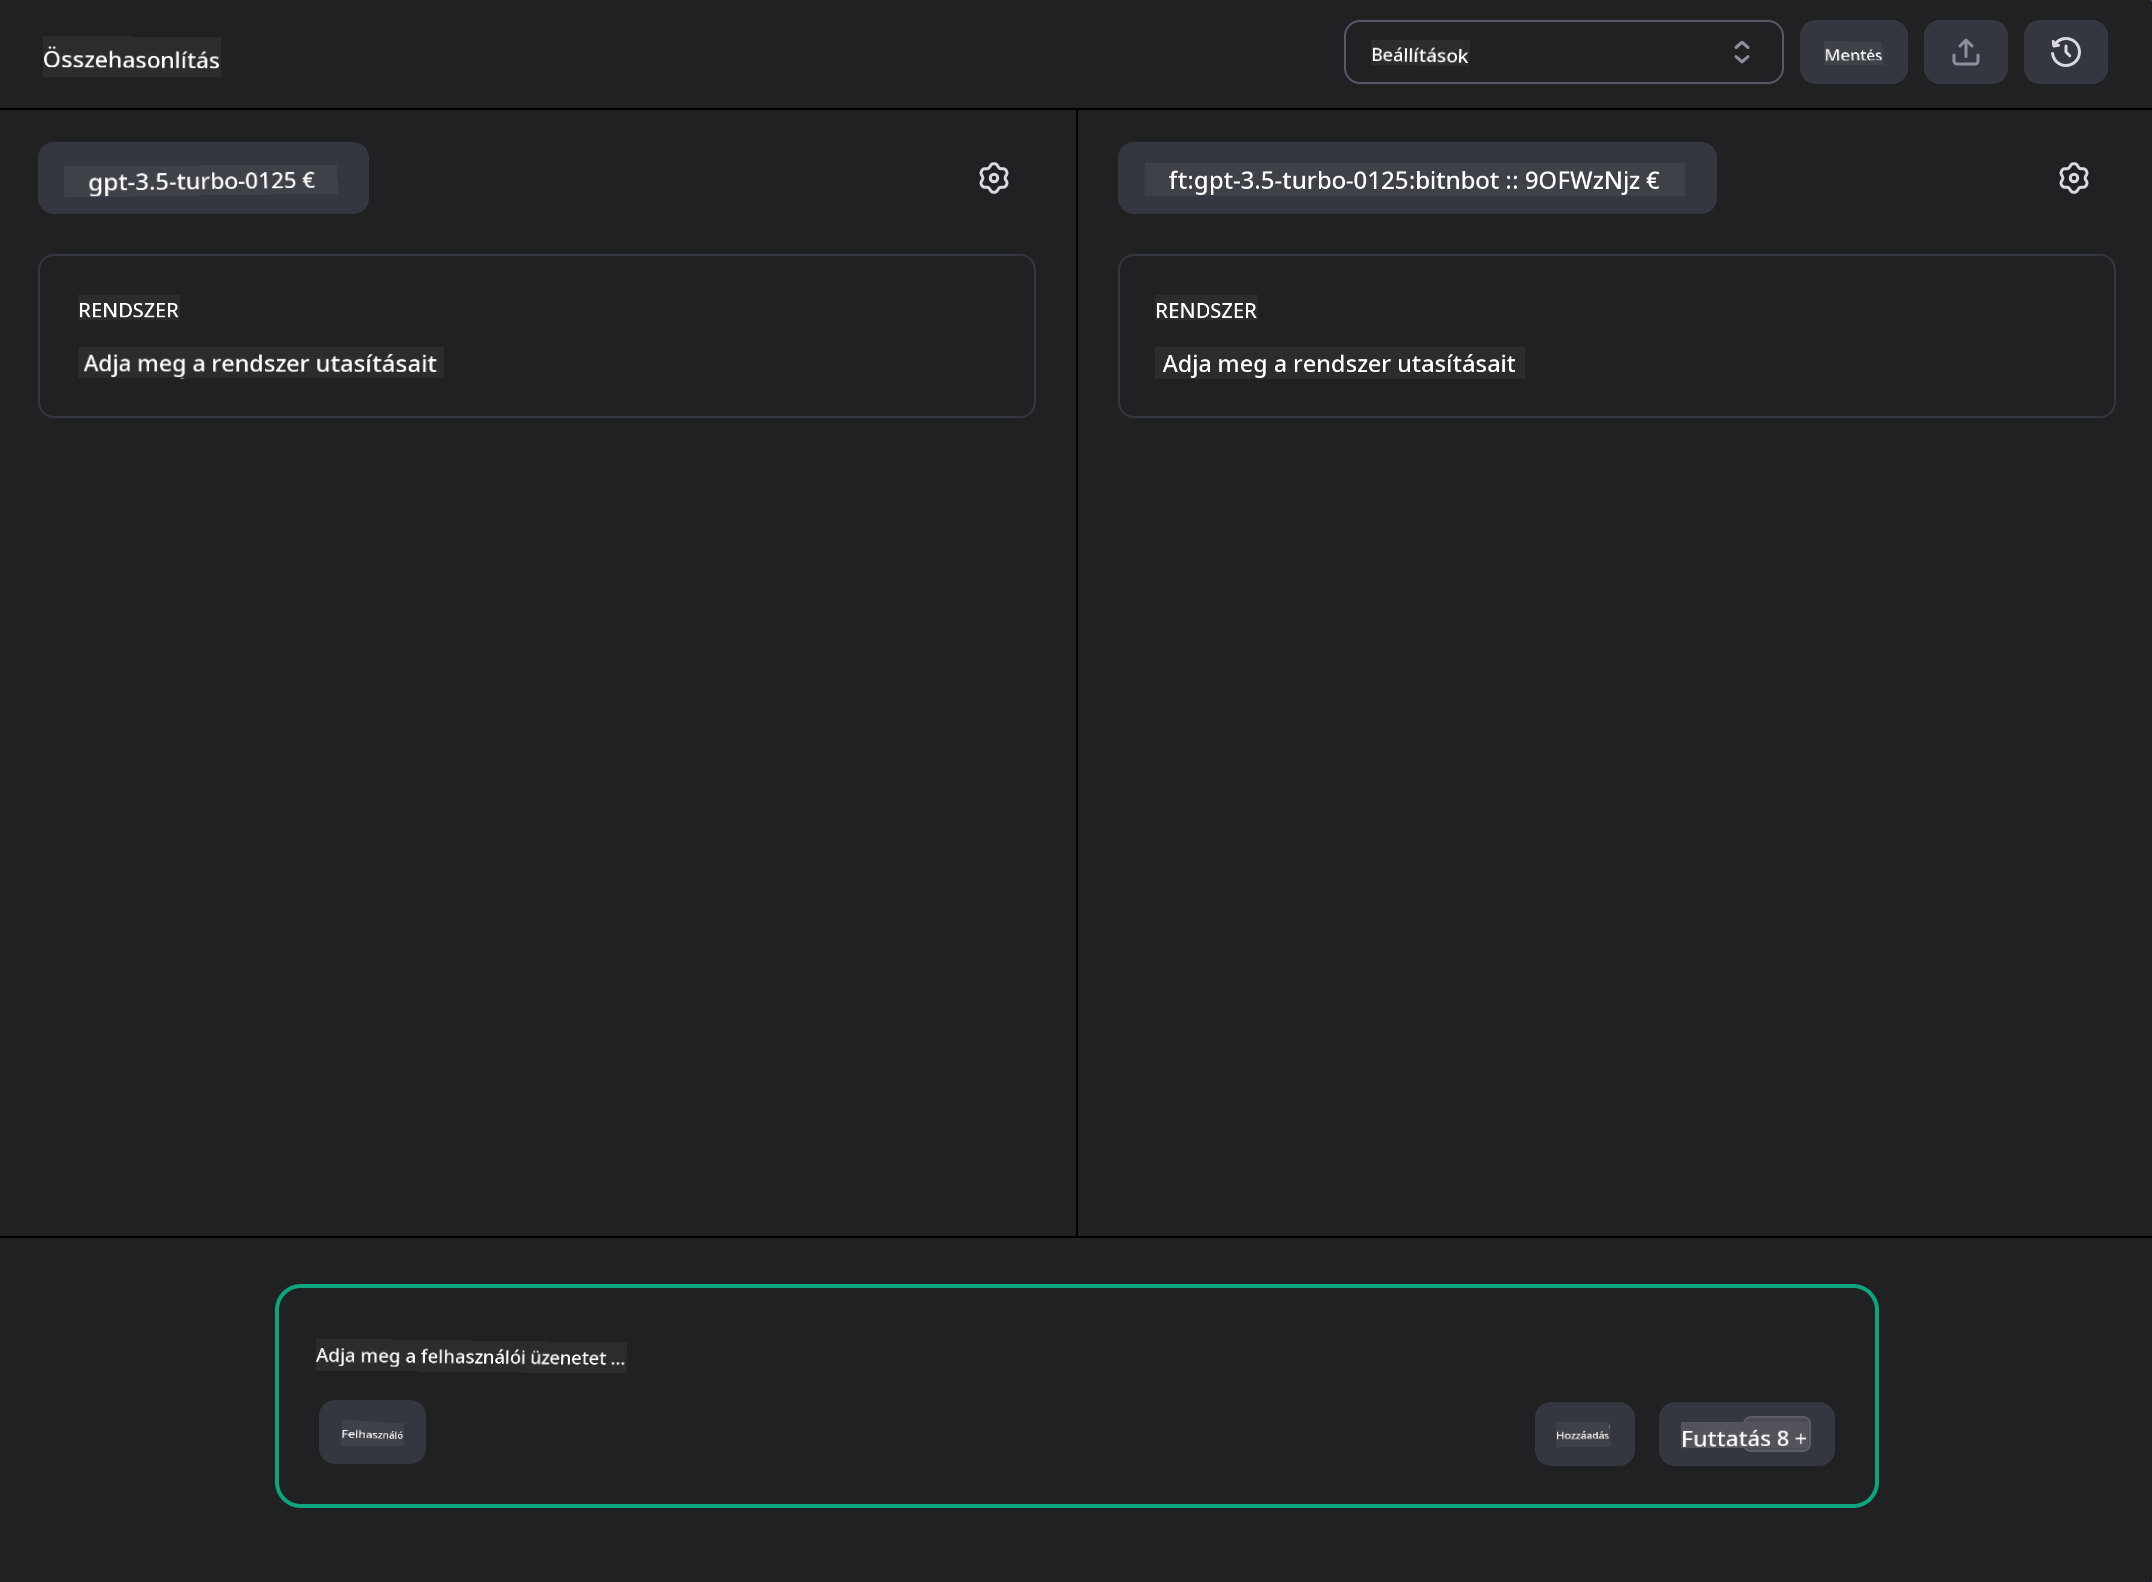 Összehasonlítás
Beállítások
Mentés
gpt-3.5-turbo-0125 €
ft:gpt-3.5-turbo-0125:bitnbot :: 9OFWzNjz €
RENDSZER
Adja meg a rendszer utasításait
RENDSZER
Adja meg a rendszer utasításait
Adja meg a felhasználói üzenetet ...
Felhasználó
Hozzáadás
Futtatás 8 +